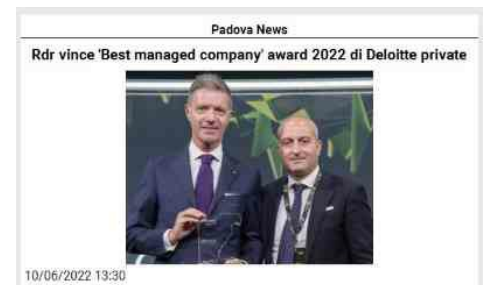 Padova News
Rdr vince 'Best managed company' award 2022 di Deloitte private
10/06/2022 13:30